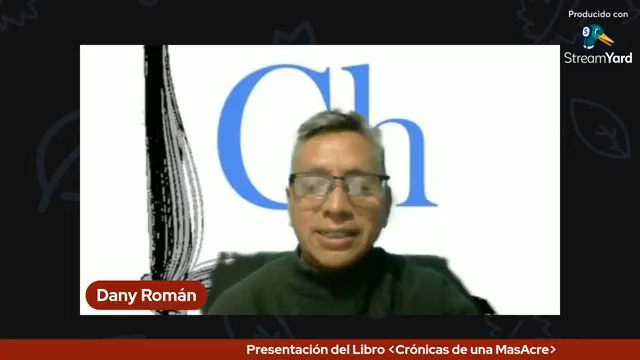 Producido con
StreamYard
Ch
Dany Román
Presentación del Libro <Crónicas de una MasAcre>